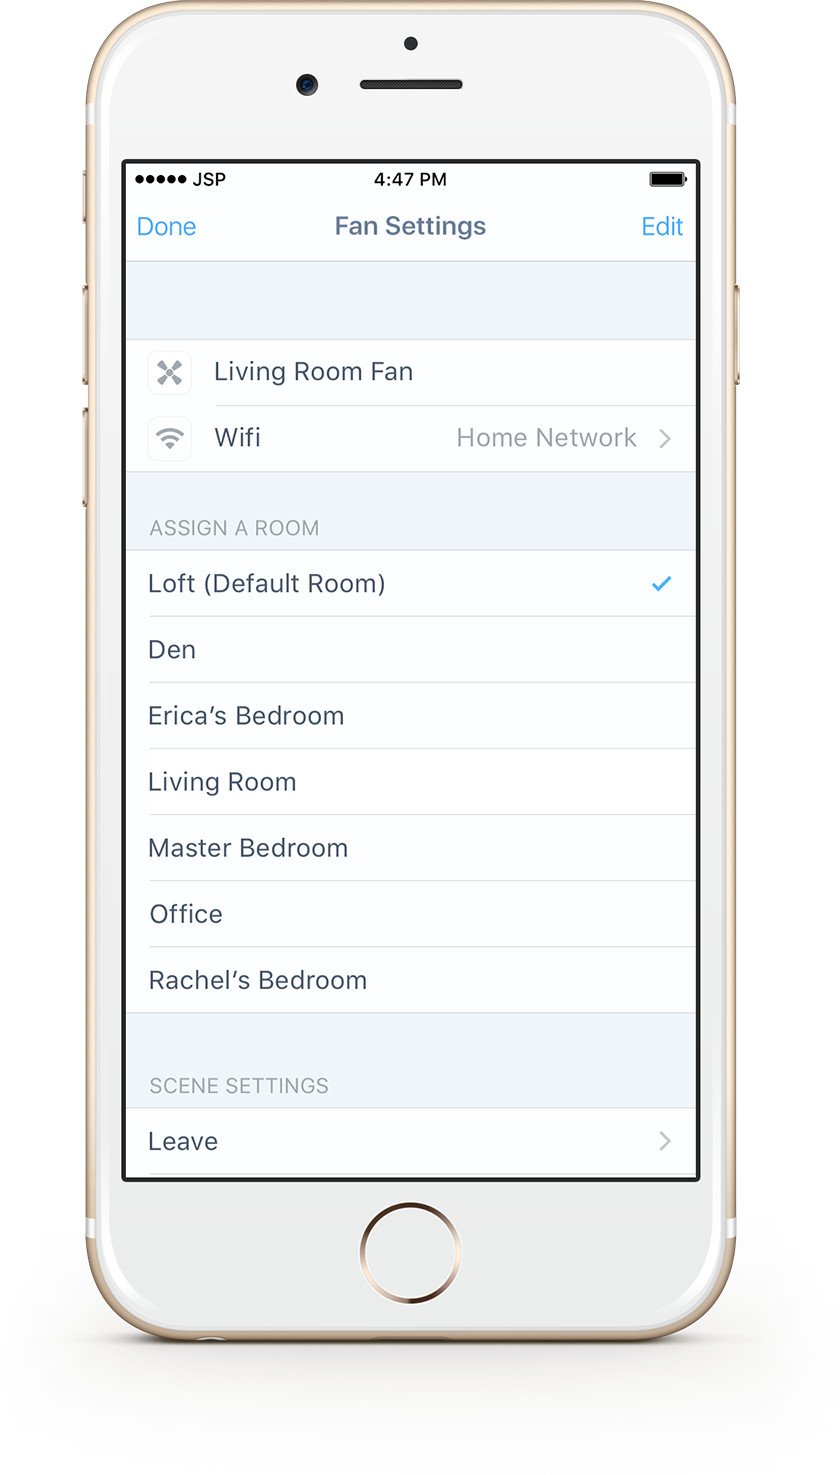 JSP 4:47 PM
Done Fan Settings Edit
Living Room Fan
Wifi Home Network
ASSIGN A ROOM
Loft (Default Room)
Den
Erica’s Bedroom
Living Room
Master Bedroom
Office
Rachel’s Bedroom
SCENE SETTINGS
Leave